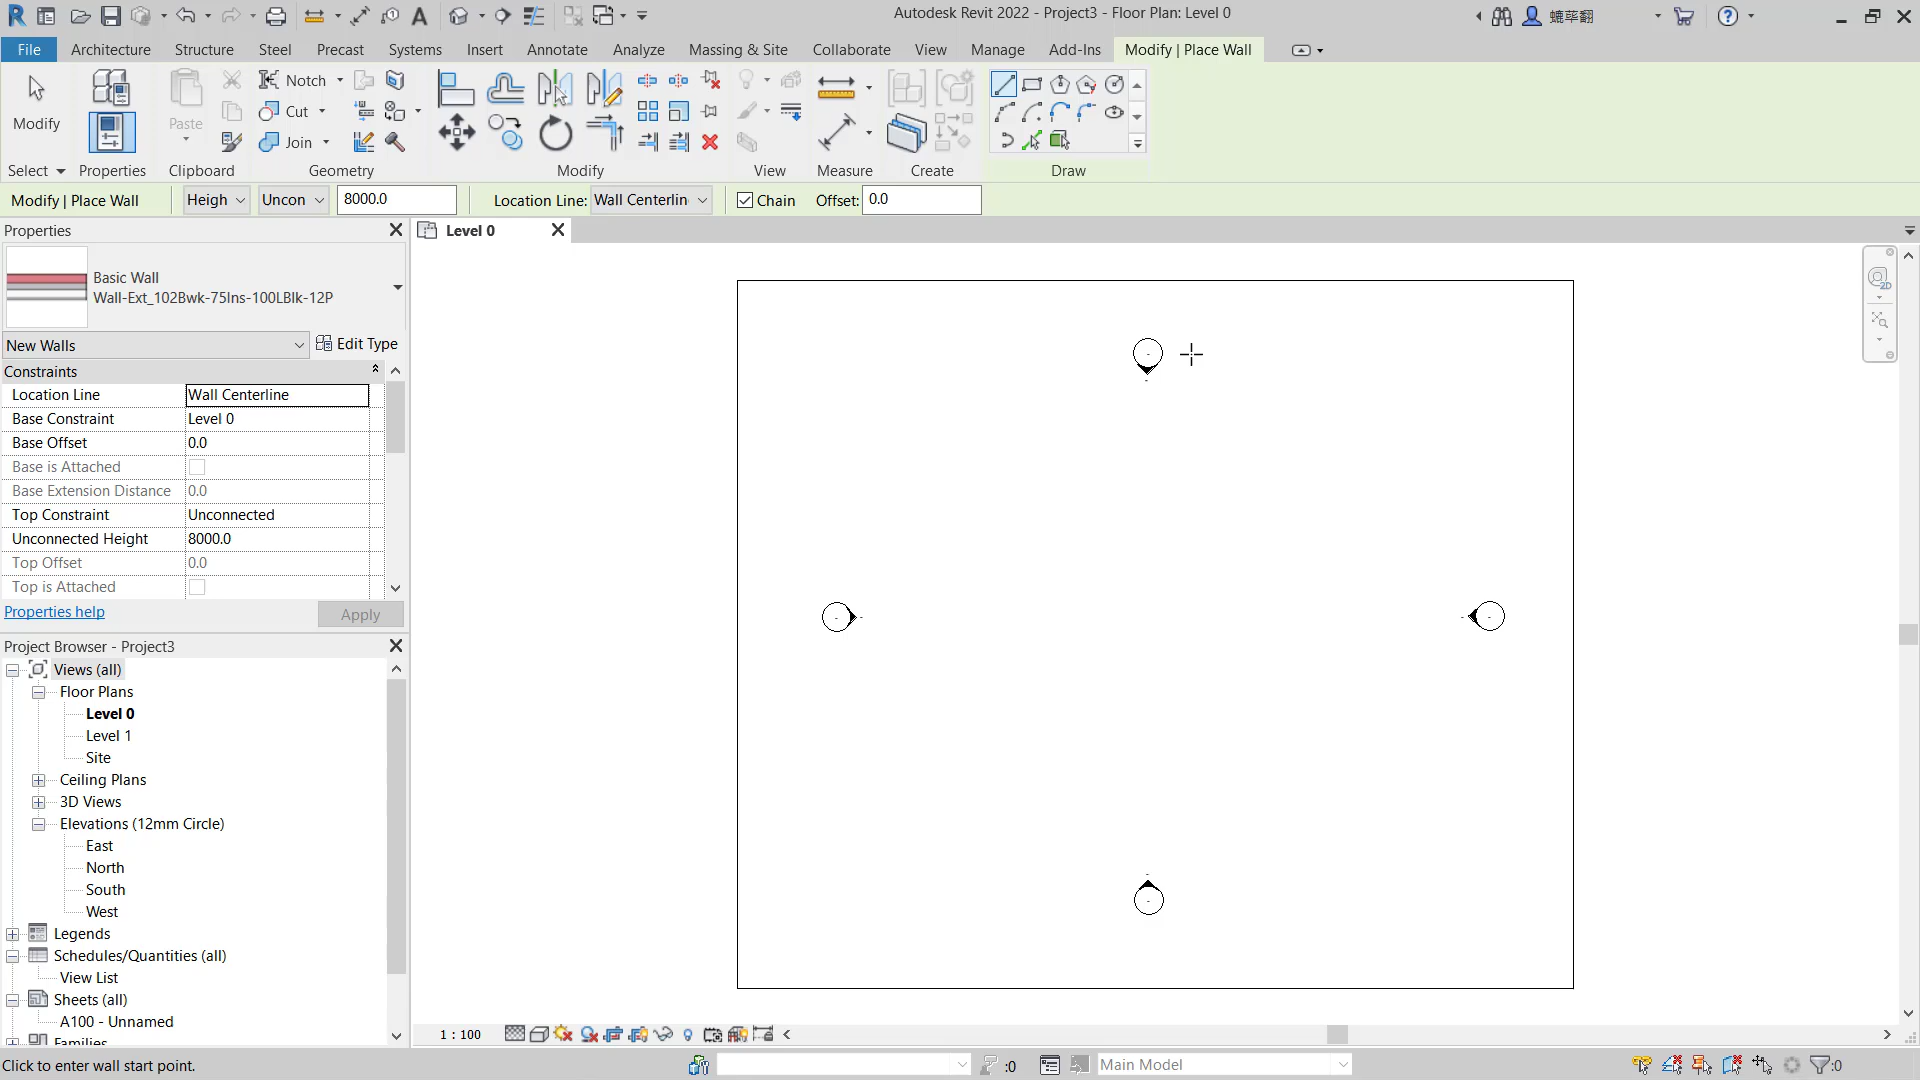 Autodesk Revit 2022 - Project3 - Floor Plan: Level 0
File Architecture Structure Steel Precast Systems Insert Annotate Analyze Massing & Site Collaborate View Manage Add-Ins Modify | Place Wall
Modify
Paste
Notch
Cut
Join
Select Properties Clipboard Geometry Modify View Measure Create Draw
Modify | Place Wall Heigh Uncon 8000.0 Location Line: Wall Centerlin Chain Offset: 0.0
Properties
Level 0
Basic Wall
Wall-Ext_102Bwk-75Ins-100LBlk-12P
New Walls Edit Type
Constraints
Location Line Wall Centerline
Base Constraint Level 0
Base Offset 0.0
Base is Attached
Base Extension Distance 0.0
Top Constraint Unconnected
Unconnected Height 8000.0
Top Offset 0.0
Top is Attached
Properties help Apply
Project Browser - Project3
Views (all)
Floor Plans
Level 0
Level 1
Site
Ceiling Plans
3D Views
Elevations (12mm Circle)
East
North
South
West
Legends
Schedules/Quantities (all)
View List
Sheets (all)
A100 - Unnamed
Families
1 : 100
Click to enter wall start point.
:0
Main Model
:0
2D